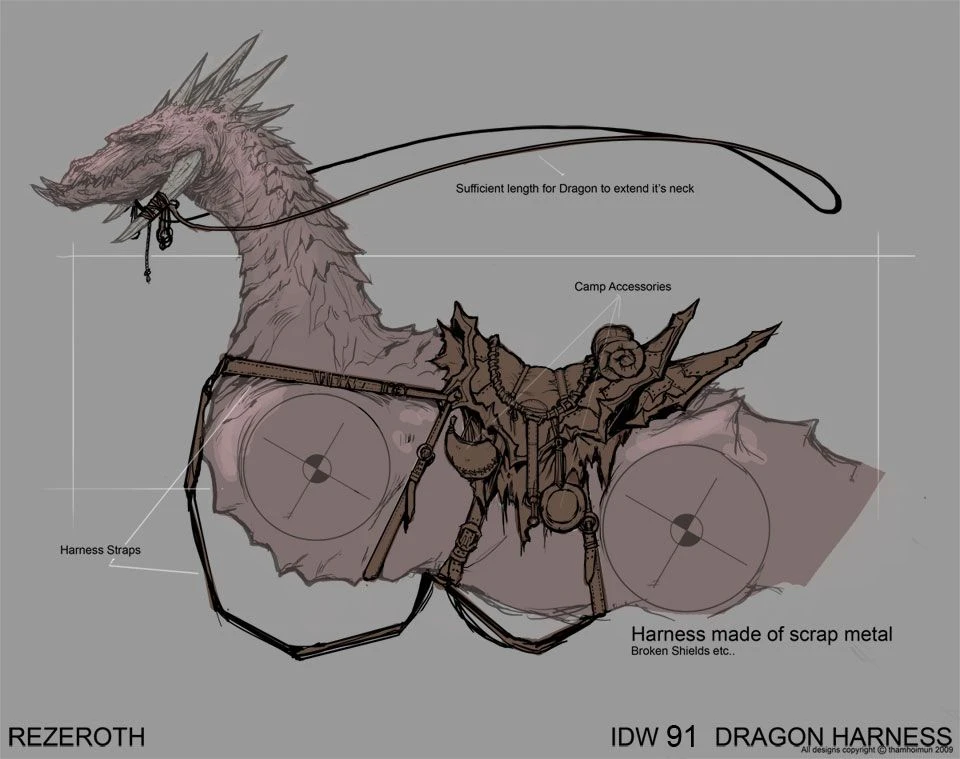 Sufficient length for Dragon to extend it's neck
Camp Accessories
Harness Straps
Harness made of scrap metal
Broken Shields etc..
REZEROTH
IDW 91 DRAGON HARNESS
All designs copyright © thamhoimun 2009